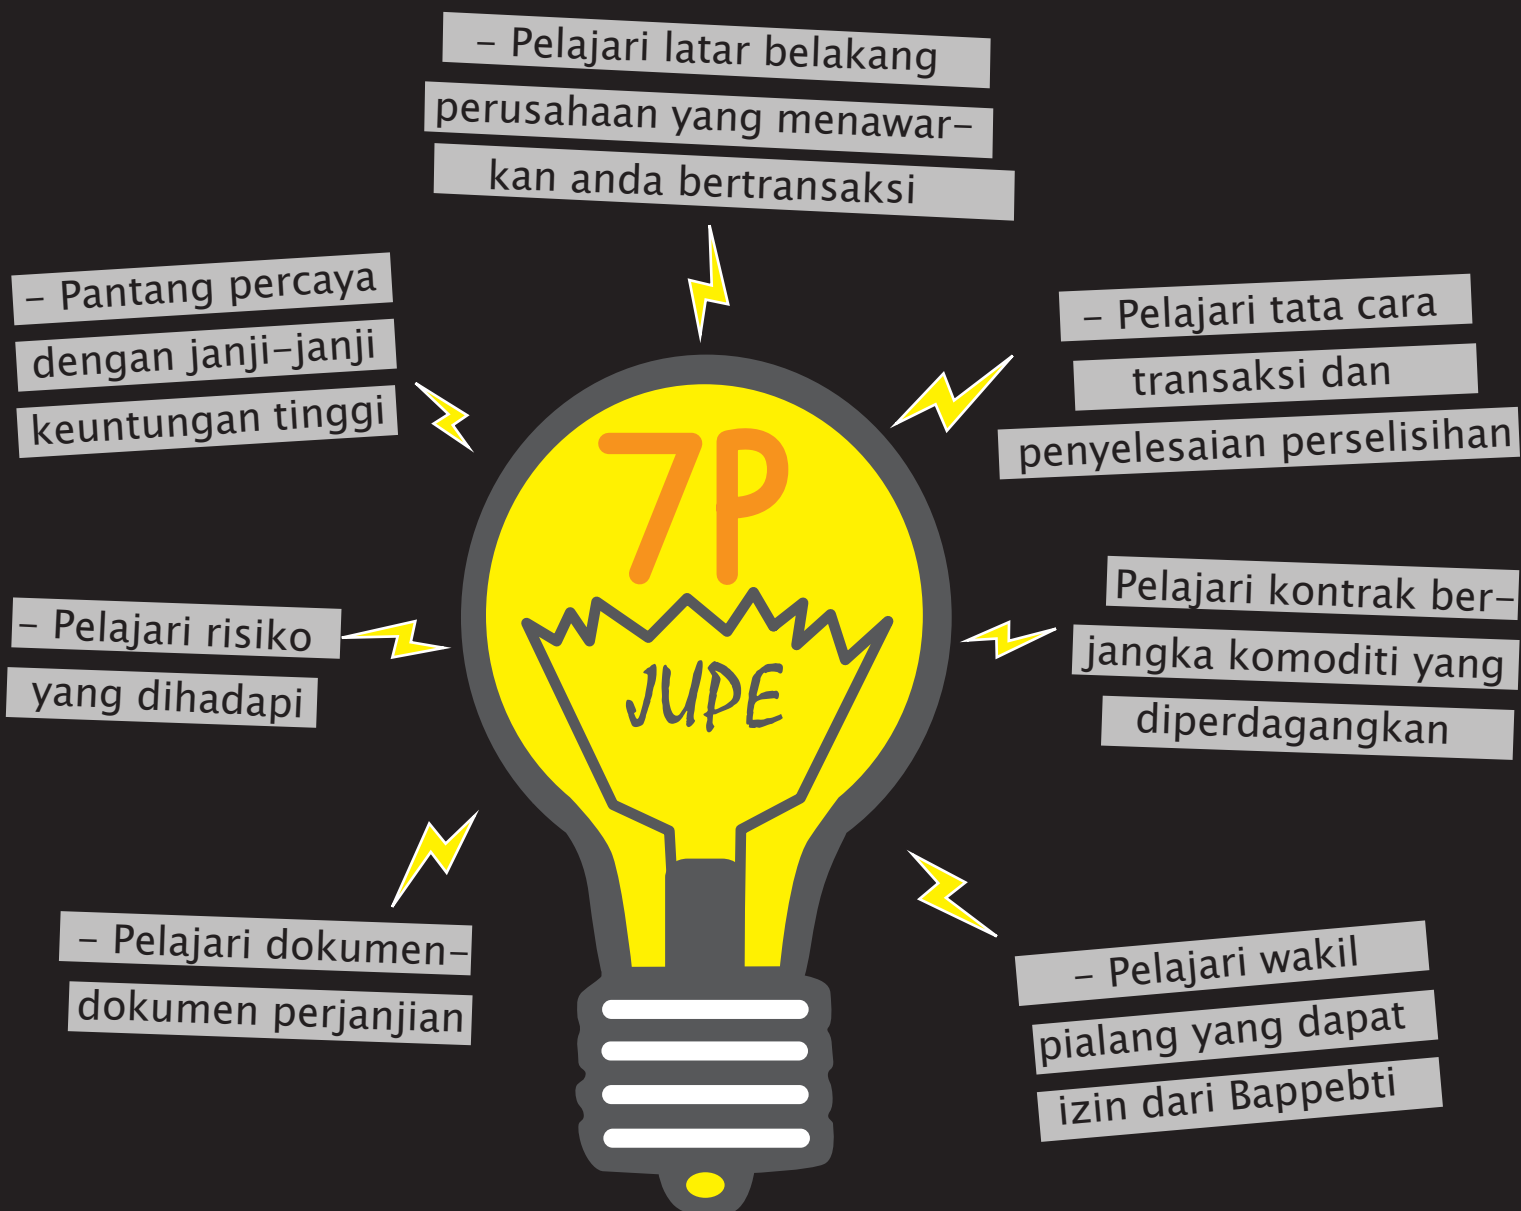 – Pelajari latar belakang
perusahaan yang menawar–
kan anda bertransaksi
– Pantang percaya
dengan janji–janji
keuntungan tinggi
– Pelajari tata cara
transaksi dan
penyelesaian perselisihan
7P
JUPE
– Pelajari risiko
yang dihadapi
Pelajari kontrak ber–
jangka komoditi yang
diperdagangkan
– Pelajari dokumen–
dokumen perjanjian
– Pelajari wakil
pialang yang dapat
izin dari Bappebti